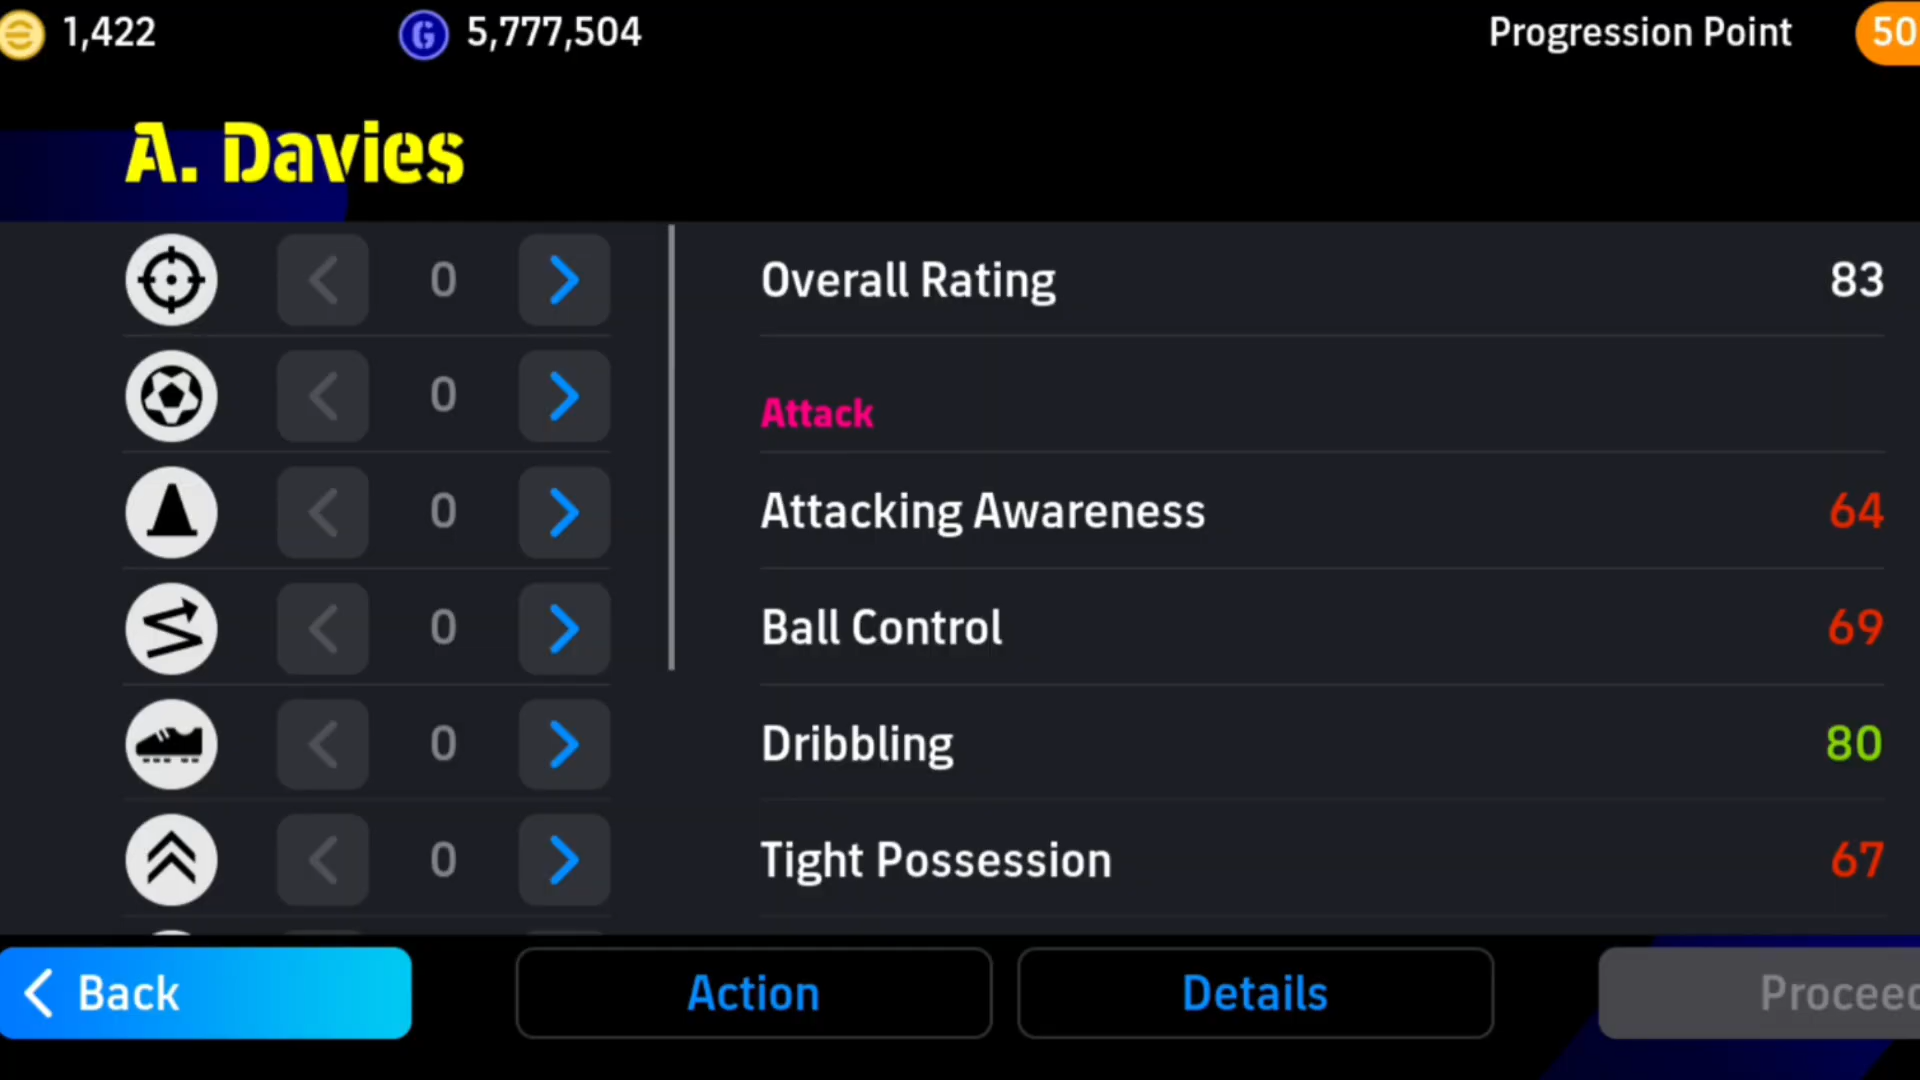 1,422 5,777,504 Progression Point 50
A. Davies
0 Overall Rating 83
0 Attack
0 Attacking Awareness 64
0 Ball Control 69
0 Dribbling 80
0 Tight Possession 67
Back Action Details Proceed